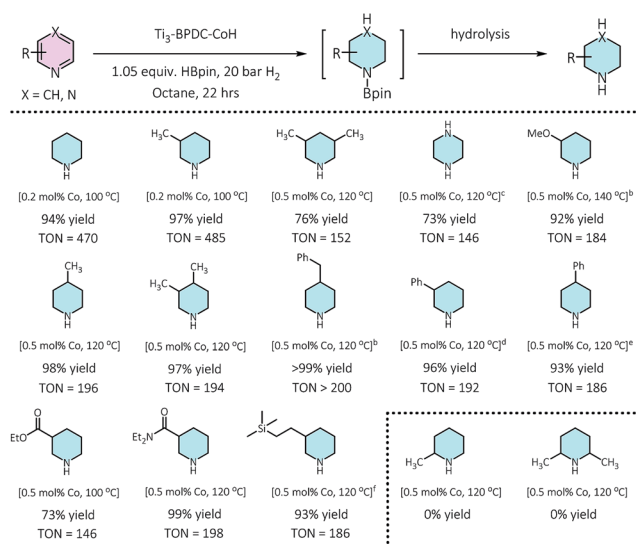 Ti3-BPDC-CoH
1.05 equiv. HBpin, 20 bar H2
Octane, 22 hrs
hydrolysis
R
X
N
X = CH, N
H
X
R
N
Bpin
H
X
R
N
H
N
H
H3C
N
H
H3C
CH3
N
H
H
N
N
H
MeO
N
H
[0.2 mol% Co, 100 °C]
[0.2 mol% Co, 100 °C]
[0.5 mol% Co, 120 °C]
[0.5 mol% Co, 120 °C]c
[0.5 mol% Co, 140 °C]b
94% yield
97% yield
76% yield
73% yield
92% yield
TON = 470
TON = 485
TON = 152
TON = 146
TON = 184
CH3
N
H
CH3
H3C
N
H
Ph
N
H
Ph
N
H
Ph
N
H
[0.5 mol% Co, 120 °C]
[0.5 mol% Co, 120 °C]
[0.5 mol% Co, 120 °C]b
[0.5 mol% Co, 120 °C]d
[0.5 mol% Co, 120 °C]e
98% yield
97% yield
>99% yield
96% yield
93% yield
TON = 196
TON = 194
TON > 200
TON = 192
TON = 186
O
EtO
N
H
O
Et2N
N
H
Si
N
H
H3C
N
H
H3C
N
H
CH3
[0.5 mol% Co, 100 °C]
[0.5 mol% Co, 120 °C]
[0.5 mol% Co, 120 °C]f
[0.5 mol% Co, 120 °C]
[0.5 mol% Co, 120 °C]
73% yield
99% yield
93% yield
0% yield
0% yield
TON = 146
TON = 198
TON = 186